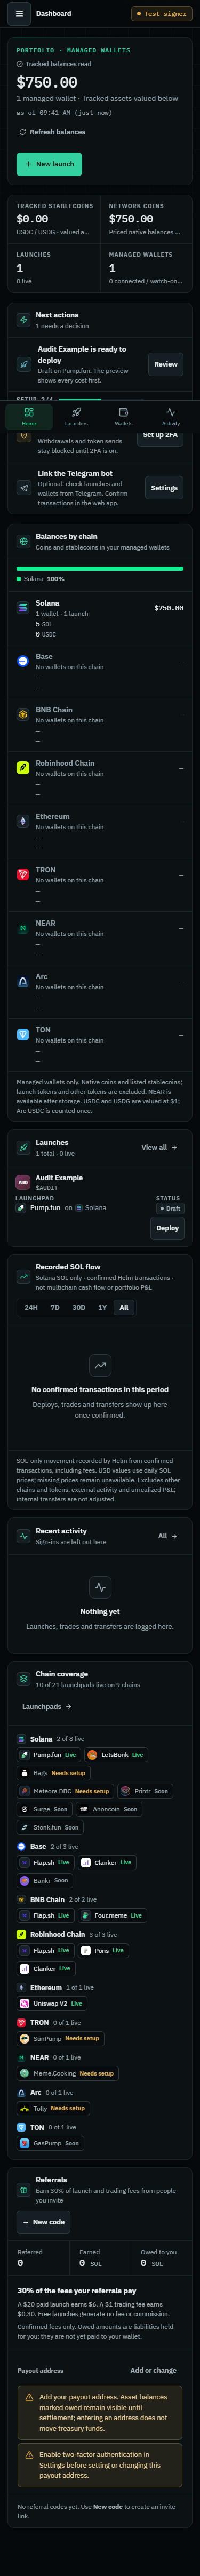 Dashboard
Test signer
PORTFOLIO · MANAGED WALLETS
Tracked balances read
$750.00
1 managed wallet · Tracked assets valued below
as of 09:41 AM (just now)
Refresh balances
New launch
TRACKED STABLECOINS
$0.00
USDC / USDG · valued a...
NETWORK COINS
$750.00
Priced native balances ...
LAUNCHES
1
0 live
MANAGED WALLETS
1
0 connected / watch-on...
Next actions
1 needs a decision
Audit Example is ready to
deploy
Draft on Pump.fun. The preview
shows every cost first.
Review
Home
Launches
Wallets
Activity
Withdrawals and token sends
stay blocked until 2FA is on.
Set up 2FA
Link the Telegram bot
Optional: check launches and
wallets from Telegram. Confirm
transactions in the web app.
Settings
Balances by chain
Coins and stablecoins in your managed wallets
Solana 100%
Solana
1 wallet · 1 launch
$750.00
5 SOL
0 USDC
Base
No wallets on this chain
—
—
—
BNB Chain
No wallets on this chain
—
—
—
Robinhood Chain
No wallets on this chain
—
—
—
Ethereum
No wallets on this chain
—
—
—
TRON
No wallets on this chain
—
—
—
NEAR
No wallets on this chain
—
—
—
Arc
No wallets on this chain
—
—
—
TON
No wallets on this chain
—
—
—
Managed wallets only. Native coins and listed stablecoins;
launch tokens and other tokens are excluded. NEAR is
available after storage. USDC and USDG are valued at $1;
Arc USDC is counted once.
Launches
1 total · 0 live
View all
AUD
Audit Example
$AUDIT
LAUNCHPAD
Pump.fun on Solana
STATUS
Draft
Deploy
Recorded SOL flow
Solana SOL only · confirmed Helm transactions ·
not multichain cash flow or portfolio P&L
24H 7D 30D 1Y All
No confirmed transactions in this period
Deploys, trades and transfers show up here
once confirmed.
SOL-only movement recorded by Helm from confirmed
transactions, including fees. USD values use daily SOL
prices; missing prices remain unavailable. Excludes other
chains and tokens, external activity and unrealized P&L;
internal transfers are not adjusted.
Recent activity
Sign-ins are left out here
All
Nothing yet
Launches, trades and transfers are logged here.
Chain coverage
10 of 21 launchpads live on 9 chains
Launchpads
Solana 2 of 8 live
Pump.fun Live
LetsBonk Live
Bags Needs setup
Meteora DBC Needs setup
Printr Soon
Surge Soon
Anoncoin Soon
Stonk.fun Soon
Base 2 of 3 live
Flap.sh Live
Clanker Live
Bankr Soon
BNB Chain 2 of 2 live
Flap.sh Live
Four.meme Live
Robinhood Chain 3 of 3 live
Flap.sh Live
Pons Live
Clanker Live
Ethereum 1 of 1 live
Uniswap V2 Live
TRON 0 of 1 live
SunPump Needs setup
NEAR 0 of 1 live
Meme.Cooking Needs setup
Arc 0 of 1 live
Tolly Needs setup
TON 0 of 1 live
GasPump Soon
Referrals
Earn 30% of launch and trading fees from people
you invite
New code
Referred
0
Earned
0 SOL
Owed to you
0 SOL
30% of the fees your referrals pay
A $20 paid launch earns $6. A $1 trading fee earns
$0.30. Free launches generate no fee or commission.
Confirmed fees only. Owed amounts are liabilities held
for you; they are not yet paid to your wallet.
Payout address
Add or change
Add your payout address. Asset balances
marked owed remain visible until
settlement; entering an address does not
move treasury funds.
Enable two-factor authentication in
Settings before setting or changing this
payout address.
No referral codes yet. Use New code to create an invite
link.